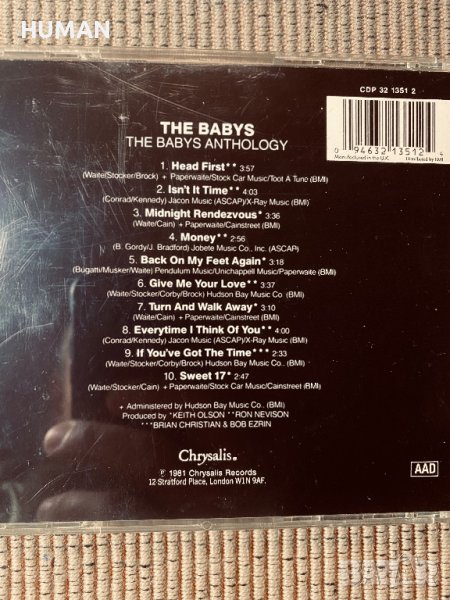 HUMAN
CDP 32 1351 2
0 94632 13512 4
Manufactured in the U.K.
THE BABYS
THE BABYS ANTHOLOGY
1. Head First** 3:57
(Waite/Stocker/Brock) + Paperwaite/Stock Car Music/Toot A Tune (BMI)
2. Isn't It Time** 4:03
(Conrad/Kennedy) Jacon Music (ASCAP)/X-Ray Music (BMI)
3. Midnight Rendezvous* 3:36
(Waite/Cain) + Paperwaite/Cainstreet (BMI)
4. Money** 2:56
(B. Gordy/J. Bradford) Jobete Music Co., Inc. (ASCAP)
5. Back On My Feet Again* 3:18
(Bugatti/Musker/Waite) Pendulum Music/Unichappell Music/Paperwaite (BMI)
6. Give Me Your Love** 3:37
(Waite/Stocker/Corby/Brock) Hudson Bay Music Co. (BMI)
7. Turn And Walk Away* 3:10
(Waite/Cain) + Paperwaite/Cainstreet (BMI)
8. Everytime I Think Of You** 4:00
(Conrad/Kennedy) Jacon Music (ASCAP)/X-Ray Music (BMI)
9. If You've Got The Time*** 2:33
(Waite/Stocker/Corby/Brock) Hudson Bay Music Co.. (BMI)
10. Sweet 17* 2:47
(Waite/Stocker/Cain) + Paperwaite/Stock Car Music/Cainstreet (BMI)
+ Administered by Hudson Bay Music Co.. (BMI)
Produced by *KEITH OLSON **RON NEVISON
***BRIAN CHRISTIAN & BOB EZRIN
Chrysalis.
℗ 1981 Chrysalis Records
12 Stratford Place, London W1N 9AF.
AAD